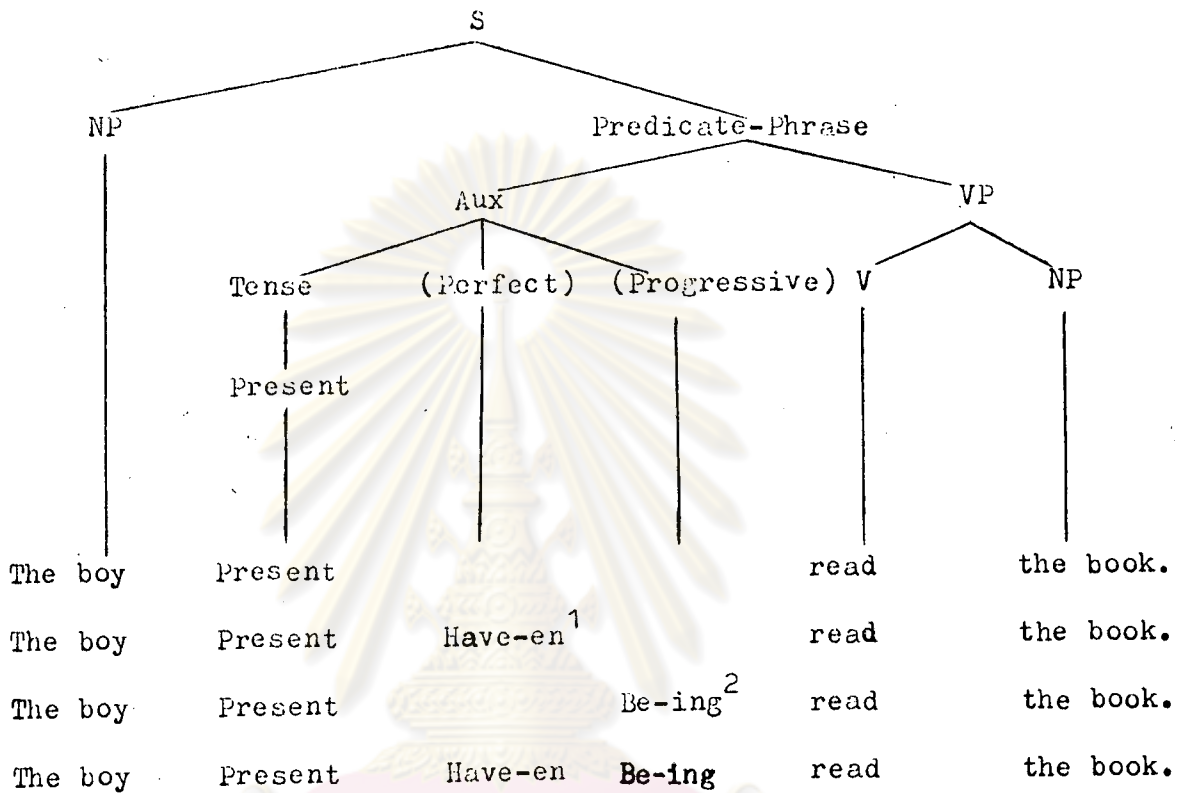 S
NP Predicate-Phrase
Aux VP
Tense (Perfect) (Progressive) V NP
Present
The boy Present read the book.
The boy Present Have-en¹ read the book.
The boy Present Be-ing² read the book.
The boy Present Have-en Be-ing read the book.